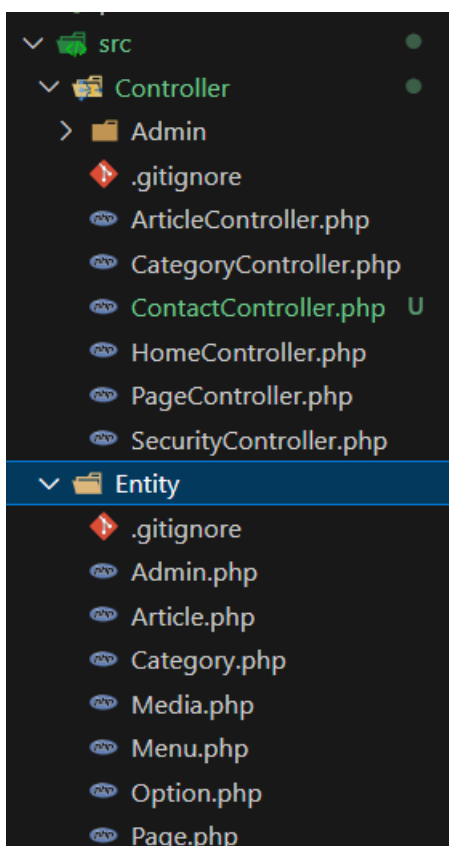 src
Controller
Admin
.gitignore
ArticleController.php
CategoryController.php
ContactController.php U
HomeController.php
PageController.php
SecurityController.php
Entity
.gitignore
Admin.php
Article.php
Category.php
Media.php
Menu.php
Option.php
Page.php